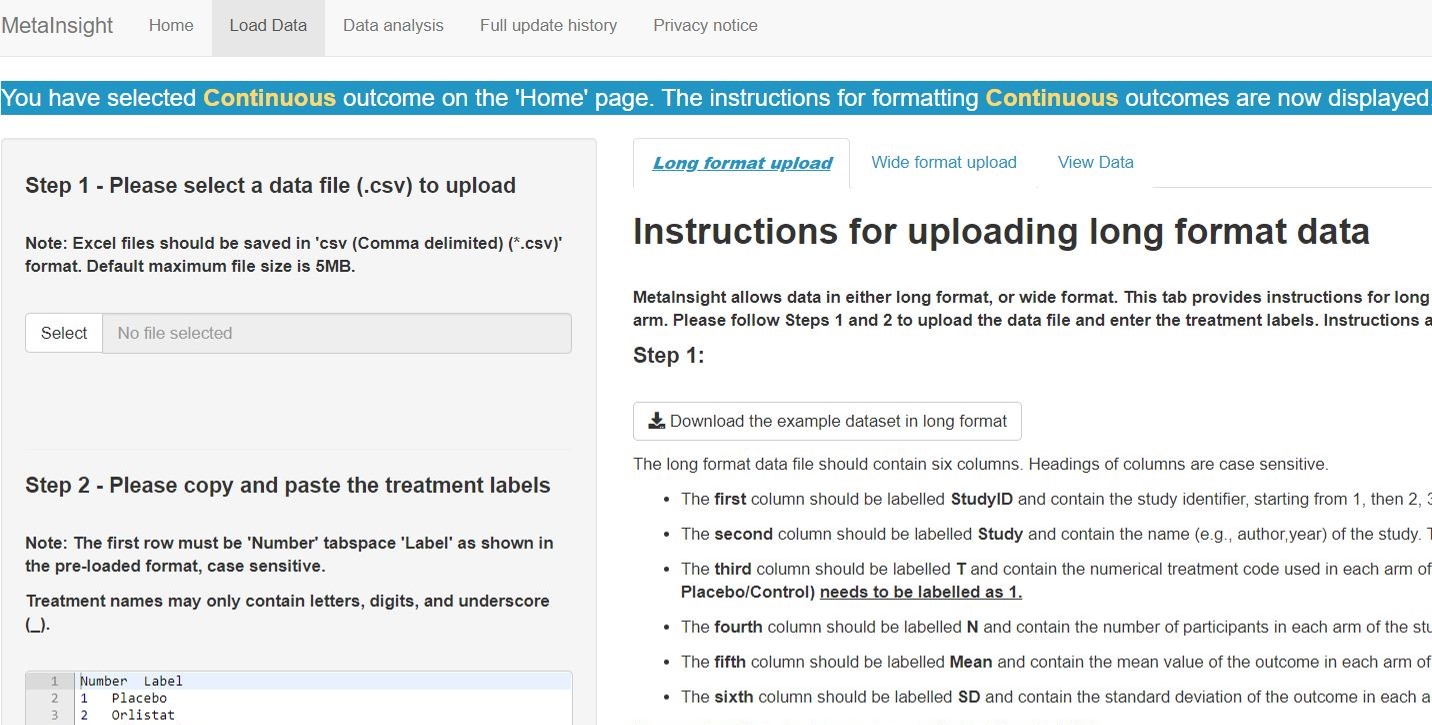 MetaInsight Home Load Data Data analysis Full update history Privacy notice
You have selected Continuous outcome on the 'Home' page. The instructions for formatting Continuous outcomes are now displayed.
Step 1 - Please select a data file (.csv) to upload
Note: Excel files should be saved in 'csv (Comma delimited) (*.csv)'
format. Default maximum file size is 5MB.
Select No file selected
Step 2 - Please copy and paste the treatment labels
Note: The first row must be 'Number' tabspace 'Label' as shown in
the pre-loaded format, case sensitive.
Treatment names may only contain letters, digits, and underscore
(_).
1 Number Label
2 1 Placebo
3 2 Orlistat
Long format upload Wide format upload View Data
Instructions for uploading long format data
MetaInsight allows data in either long format, or wide format. This tab provides instructions for long
arm. Please follow Steps 1 and 2 to upload the data file and enter the treatment labels. Instructions a
Step 1:
Download the example dataset in long format
The long format data file should contain six columns. Headings of columns are case sensitive.
• The first column should be labelled StudyID and contain the study identifier, starting from 1, then 2, 3
• The second column should be labelled Study and contain the name (e.g., author,year) of the study. T
• The third column should be labelled T and contain the numerical treatment code used in each arm of
Placebo/Control) needs to be labelled as 1.
• The fourth column should be labelled N and contain the number of participants in each arm of the stu
• The fifth column should be labelled Mean and contain the mean value of the outcome in each arm of
• The sixth column should be labelled SD and contain the standard deviation of the outcome in each a